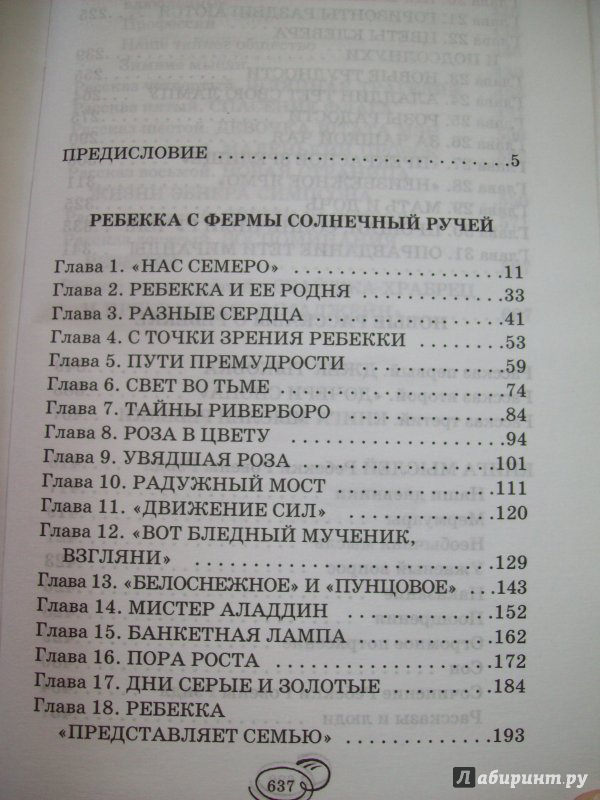 ПРЕДИСЛОВИЕ . . . . . . . . . . . . . . . . . . . . . . . . . . . . . . . 5
РЕБЕККА С ФЕРМЫ СОЛНЕЧНЫЙ РУЧЕЙ
Глава 1. «НАС СЕМЕРО» . . . . . . . . . . . . . . . . . . . . . 11
Глава 2. РЕБЕККА И ЕЕ РОДНЯ . . . . . . . . . . . . . . . 33
Глава 3. РАЗНЫЕ СЕРДЦА . . . . . . . . . . . . . . . . . . . . 41
Глава 4. С ТОЧКИ ЗРЕНИЯ РЕБЕККИ . . . . . . . . . . 53
Глава 5. ПУТИ ПРЕМУДРОСТИ . . . . . . . . . . . . . . . . 59
Глава 6. СВЕТ ВО ТЬМЕ . . . . . . . . . . . . . . . . . . . . . . 74
Глава 7. ТАЙНЫ РИВЕРБОРО . . . . . . . . . . . . . . . . . 84
Глава 8. РОЗА В ЦВЕТУ . . . . . . . . . . . . . . . . . . . . . 94
Глава 9. УВЯДШАЯ РОЗА . . . . . . . . . . . . . . . . . . . . 101
Глава 10. РАДУЖНЫЙ МОСТ . . . . . . . . . . . . . . . . . 111
Глава 11. «ДВИЖЕНИЕ СИЛ» . . . . . . . . . . . . . . . . . 120
Глава 12. «ВОТ БЛЕДНЫЙ МУЧЕНИК,
ВЗГЛЯНИ» . . . . . . . . . . . . . . . . . . . . . . . . . . . . . . 129
Глава 13. «БЕЛОСНЕЖНОЕ» И «ПУНЦОВОЕ» . . . . 143
Глава 14. МИСТЕР АЛАДДИН . . . . . . . . . . . . . . . . . 152
Глава 15. БАНКЕТНАЯ ЛАМПА . . . . . . . . . . . . . . . 162
Глава 16. ПОРА РОСТА . . . . . . . . . . . . . . . . . . . . . . 172
Глава 17. ДНИ СЕРЫЕ И ЗОЛОТЫЕ . . . . . . . . . . . 184
Глава 18. РЕБЕККА
«ПРЕДСТАВЛЯЕТ СЕМЬЮ» . . . . . . . . . . . . . . . 193
637
Лабиринт.ру